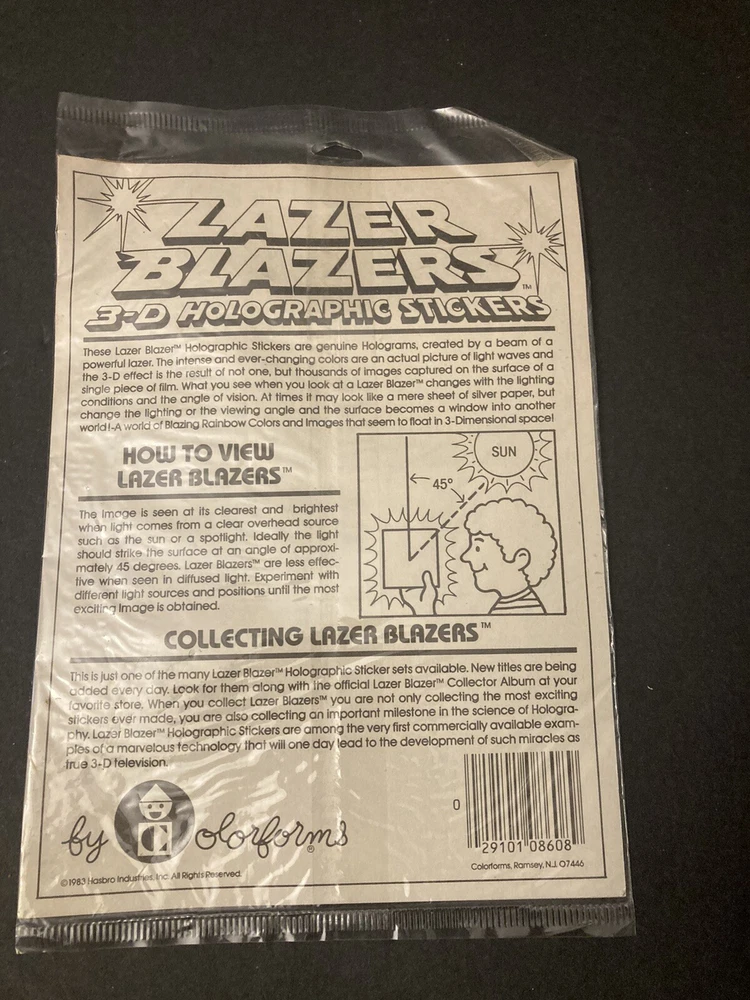 LAZER
BLAZERS™
3-D HOLOGRAPHIC STICKERS
These Lazer Blazer™ Holographic Stickers are genuine Holograms, created by a beam of a
powerful lazer. The intense and ever-changing colors are an actual picture of light waves and
the 3-D effect is the result of not one, but thousands of images captured on the surface of a
single piece of film. What you see when you look at a Lazer Blazer™ changes with the lighting
conditions and the angle of vision. At times it may look like a mere sheet of silver paper, but
change the lighting or the viewing angle and the surface becomes a window into another
world!-A world of Blazing Rainbow Colors and Images that seem to float in 3-Dimensional space!
HOW TO VIEW
LAZER BLAZERS™
The Image is seen at its clearest and brightest
when light comes from a clear overhead source
such as the sun or a spotlight. Ideally the light
should strike the surface at an angle of approxi-
mately 45 degrees. Lazer Blazers™ are less effec-
tive when seen in diffused light. Experiment with
different light sources and positions until the most
exciting Image is obtained.
SUN
45°
COLLECTING LAZER BLAZERS™
This is just one of the many Lazer Blazer™ Holographic Sticker sets available. New titles are being
added every day. Look for them along with the official Lazer Blazer™ Collector Album at your
favorite store. When you collect Lazer Blazers™ you are not only collecting the most exciting
stickers ever made, you are also collecting an important milestone in the science of Hologra-
phy. Lazer Blazer™ Holographic Stickers are among the very first commercially available exam-
ples of a marvelous technology that will one day lead to the development of such miracles as
true 3-D television.
by Colorforms®
©1983 Hasbro Industries, Inc. All Rights Reserved.
0
29101 08608
Colorforms, Ramsey, N.J. 07446